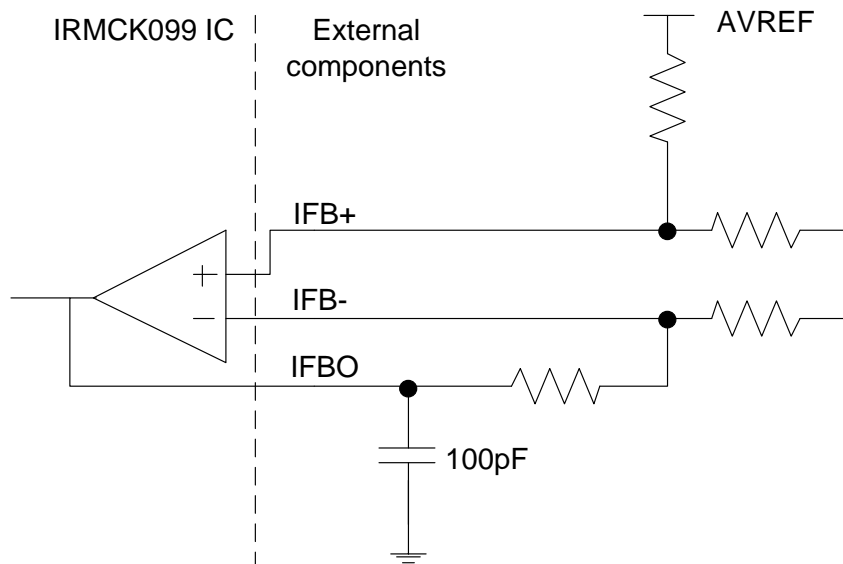 IRMCK099 IC
External
components
AVREF
IFB+
IFB-
IFBO
100pF
+
−